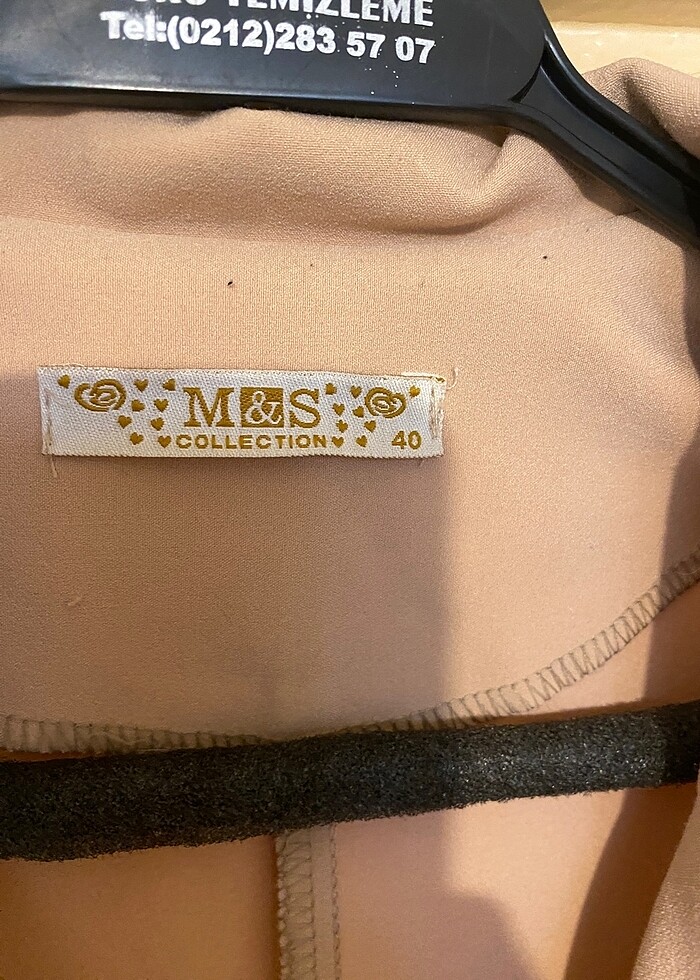 TEMİZLEME
Tel:(0212)283 57 07
M&S
COLLECTION 40